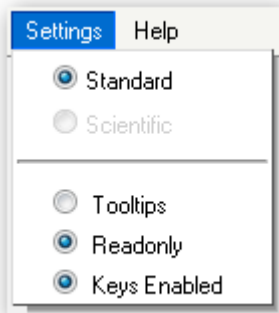 Settings Help
Standard
Scientific
Tooltips
Readonly
Keys Enabled